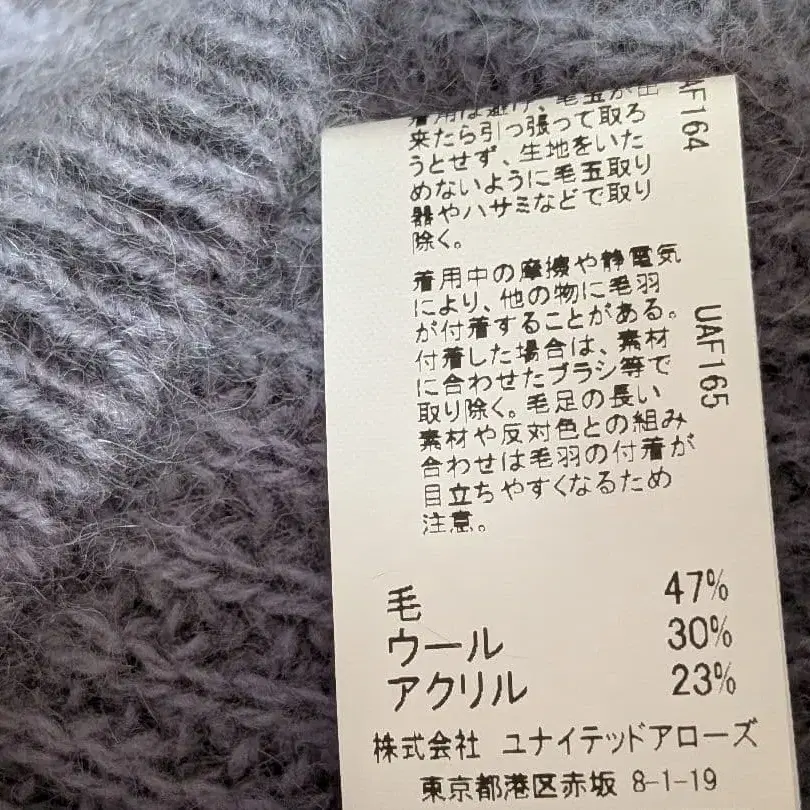 着用は避け、毛玉が出
来たら引っ張って取ろ
うとせず、生地をいた
めないように毛玉取り
器やハサミなどで取り
除く。
UAF164
着用中の摩擦や静電気
により、他の物に毛羽
が付着することがある。
付着した場合は、素材
に合わせたブラシ等で
取り除く。毛足の長い
素材や反対色との組み
合わせは毛羽の付着が
目立ちやすくなるため
注意。
UAF165
毛 47%
ウール 30%
アクリル 23%
株式会社 ユナイテッドアローズ
東京都港区赤坂 8-1-19